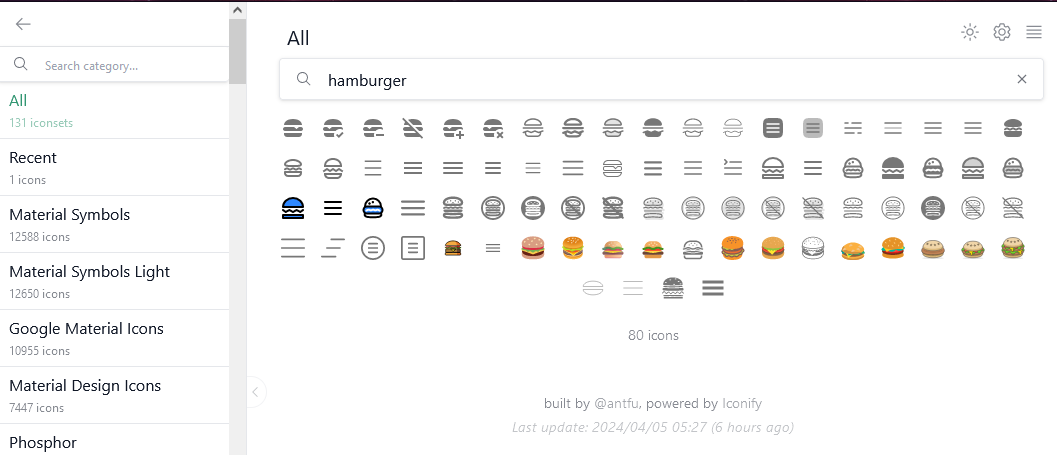 Search category...
All
131 iconsets
Recent
1 icons
Material Symbols
12588 icons
Material Symbols Light
12650 icons
Google Material Icons
10955 icons
Material Design Icons
7447 icons
Phosphor
All
hamburger
80 icons
built by @antfu, powered by Iconify
Last update: 2024/04/05 05:27 (6 hours ago)